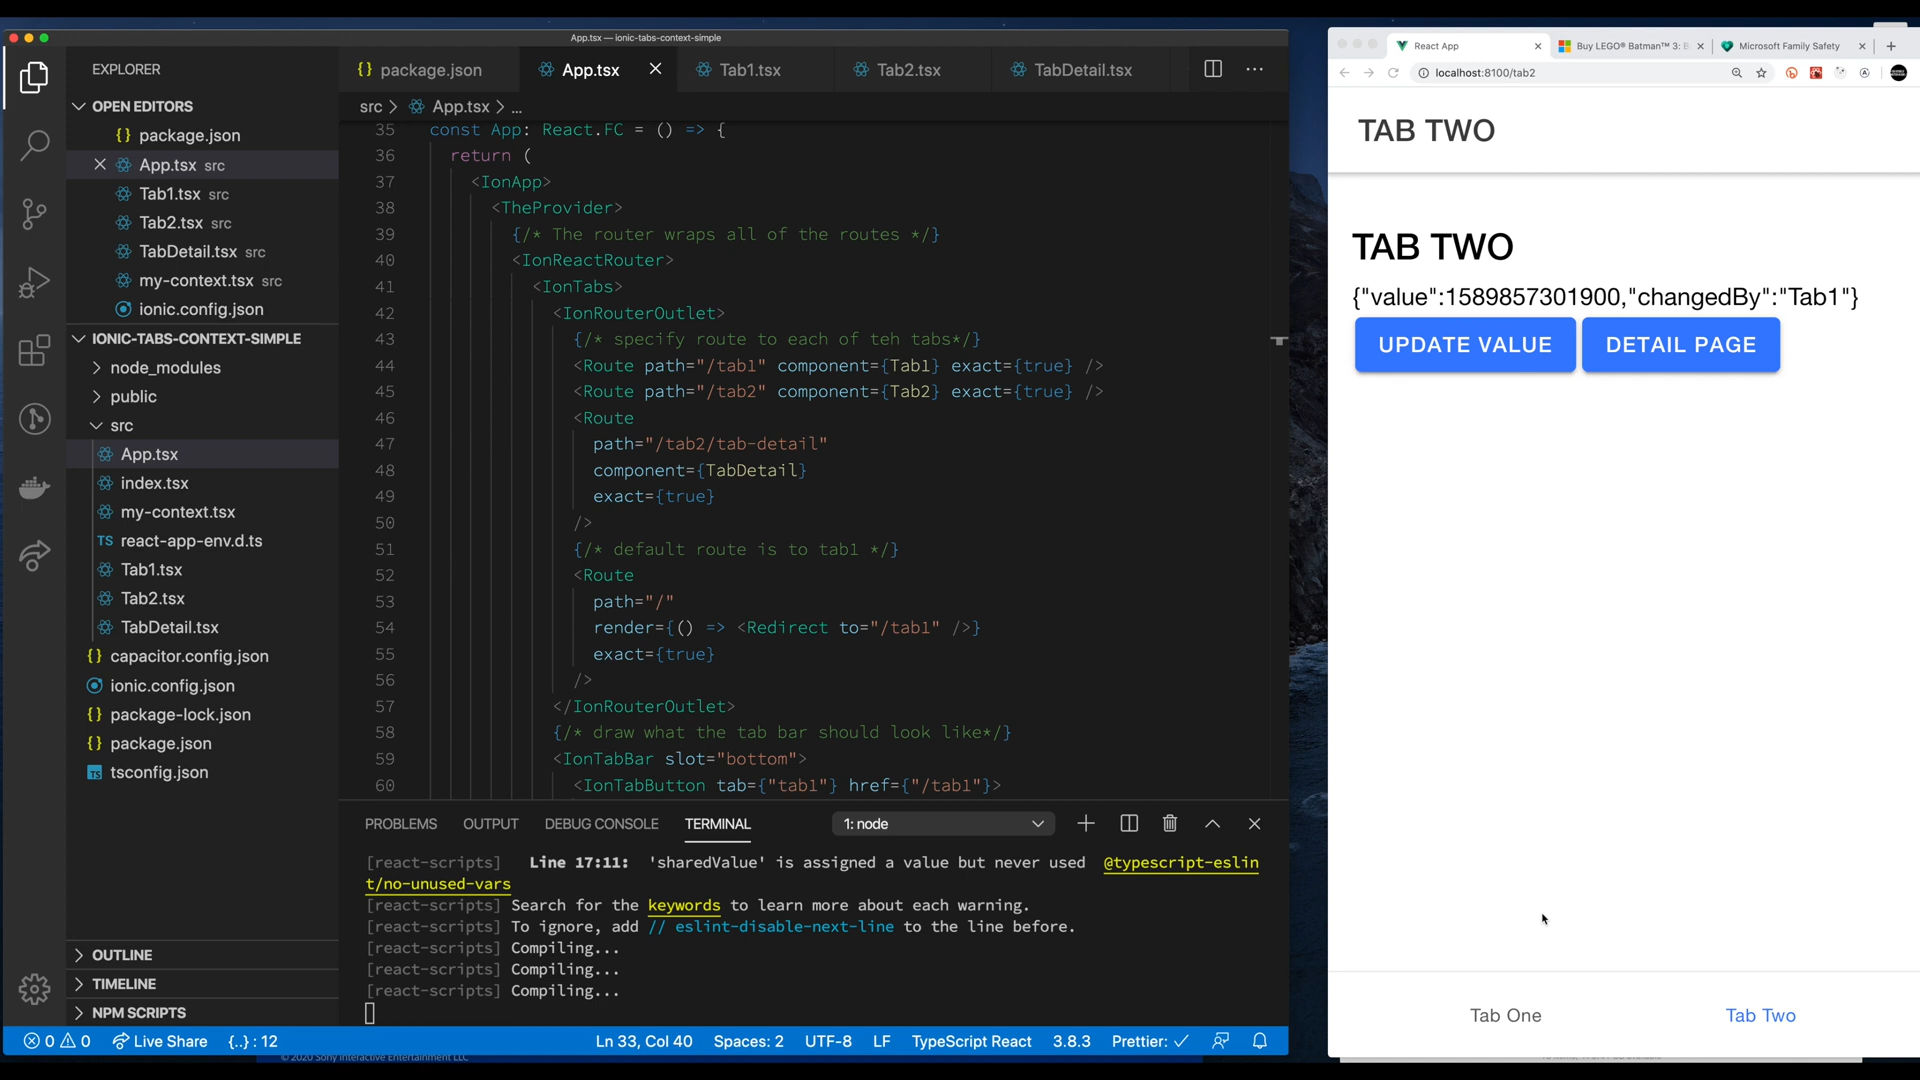 App.tsx — ionic-tabs-context-simple
EXPLORER
OPEN EDITORS
{} package.json
App.tsx src
Tab1.tsx src
Tab2.tsx src
TabDetail.tsx src
my-context.tsx src
ionic.config.json
IONIC-TABS-CONTEXT-SIMPLE
node_modules
public
src
App.tsx
index.tsx
my-context.tsx
TS react-app-env.d.ts
Tab1.tsx
Tab2.tsx
TabDetail.tsx
{} capacitor.config.json
ionic.config.json
{} package-lock.json
{} package.json
TS tsconfig.json
OUTLINE
TIMELINE
NPM SCRIPTS
{} package.json App.tsx Tab1.tsx Tab2.tsx TabDetail.tsx ...
src > App.tsx > ...
35 const App: React.FC = () => {
36 return (
37 <IonApp>
38 <TheProvider>
39 {/* The router wraps all of the routes */}
40 <IonReactRouter>
41 <IonTabs>
42 <IonRouterOutlet>
43 {/* specify route to each of teh tabs*/}
44 <Route path="/tab1" component={Tab1} exact={true} />
45 <Route path="/tab2" component={Tab2} exact={true} />
46 <Route
47 path="/tab2/tab-detail"
48 component={TabDetail}
49 exact={true}
50 />
51 {/* default route is to tab1 */}
52 <Route
53 path="/"
54 render={() => <Redirect to="/tab1" />}
55 exact={true}
56 />
57 </IonRouterOutlet>
58 {/* draw what the tab bar should look like*/}
59 <IonTabBar slot="bottom">
60 <IonTabButton tab={"tab1"} href={"/tab1"}>
PROBLEMS OUTPUT DEBUG CONSOLE TERMINAL 1: node
[react-scripts] Line 17:11: 'sharedValue' is assigned a value but never used @typescript-eslin
t/no-unused-vars
[react-scripts] Search for the keywords to learn more about each warning.
[react-scripts] To ignore, add // eslint-disable-next-line to the line before.
[react-scripts] Compiling...
[react-scripts] Compiling...
[react-scripts] Compiling...
0 0 Live Share {..} : 12 Ln 33, Col 40 Spaces: 2 UTF-8 LF TypeScript React 3.8.3 Prettier: ✓
© 2020 Sony Interactive Entertainment LLC
React App Buy LEGO® Batman™ 3: B Microsoft Family Safety
localhost:8100/tab2
TAB TWO
TAB TWO
{"value":1589857301900,"changedBy":"Tab1"}
UPDATE VALUE DETAIL PAGE
Tab One Tab Two